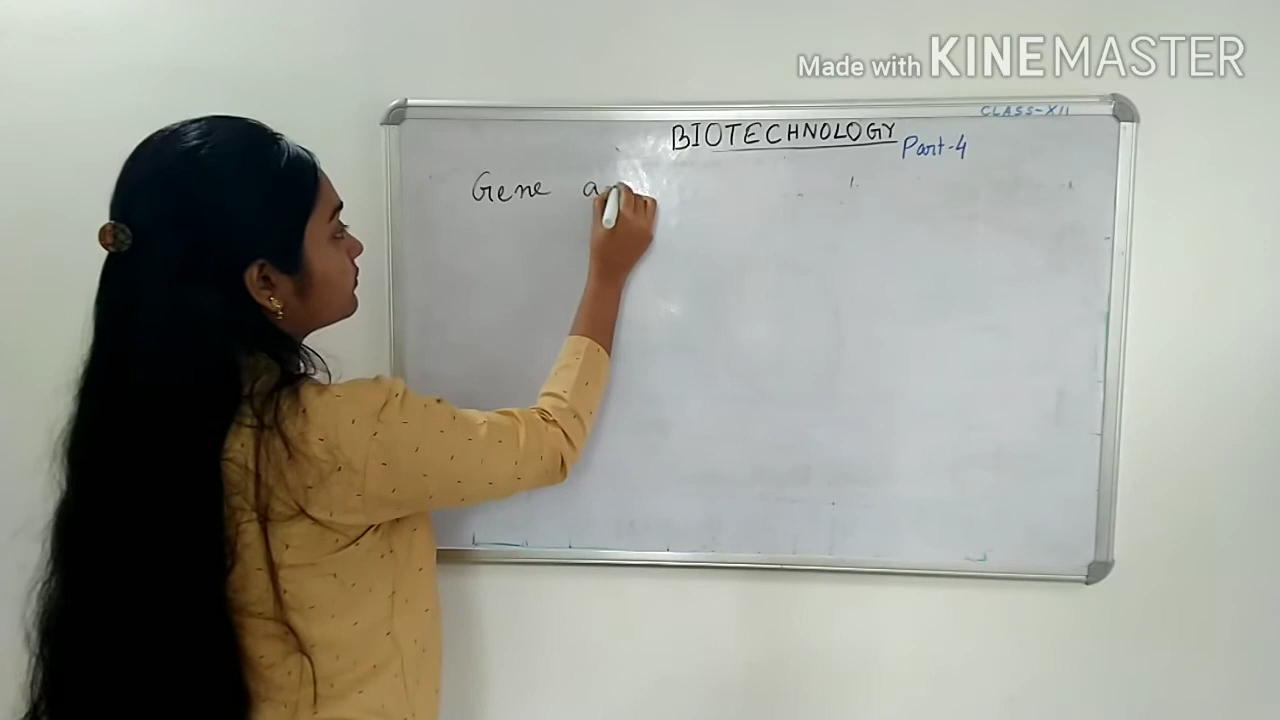 Made with KINEMASTER
CLASS-XII
BIOTECHNOLOGY
Part-4
Gene a